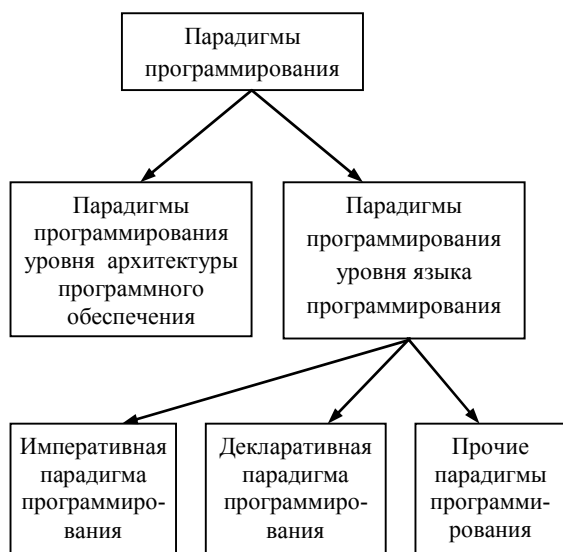 Парадигмы
программирования
Парадигмы
программирования
уровня архитектуры
программного
обеспечения
Парадигмы
программирования
уровня языка
программирования
Императивная
парадигма
программиро-
вания
Декларативная
парадигма
программиро-
вания
Прочие
парадигмы
программи-
рования